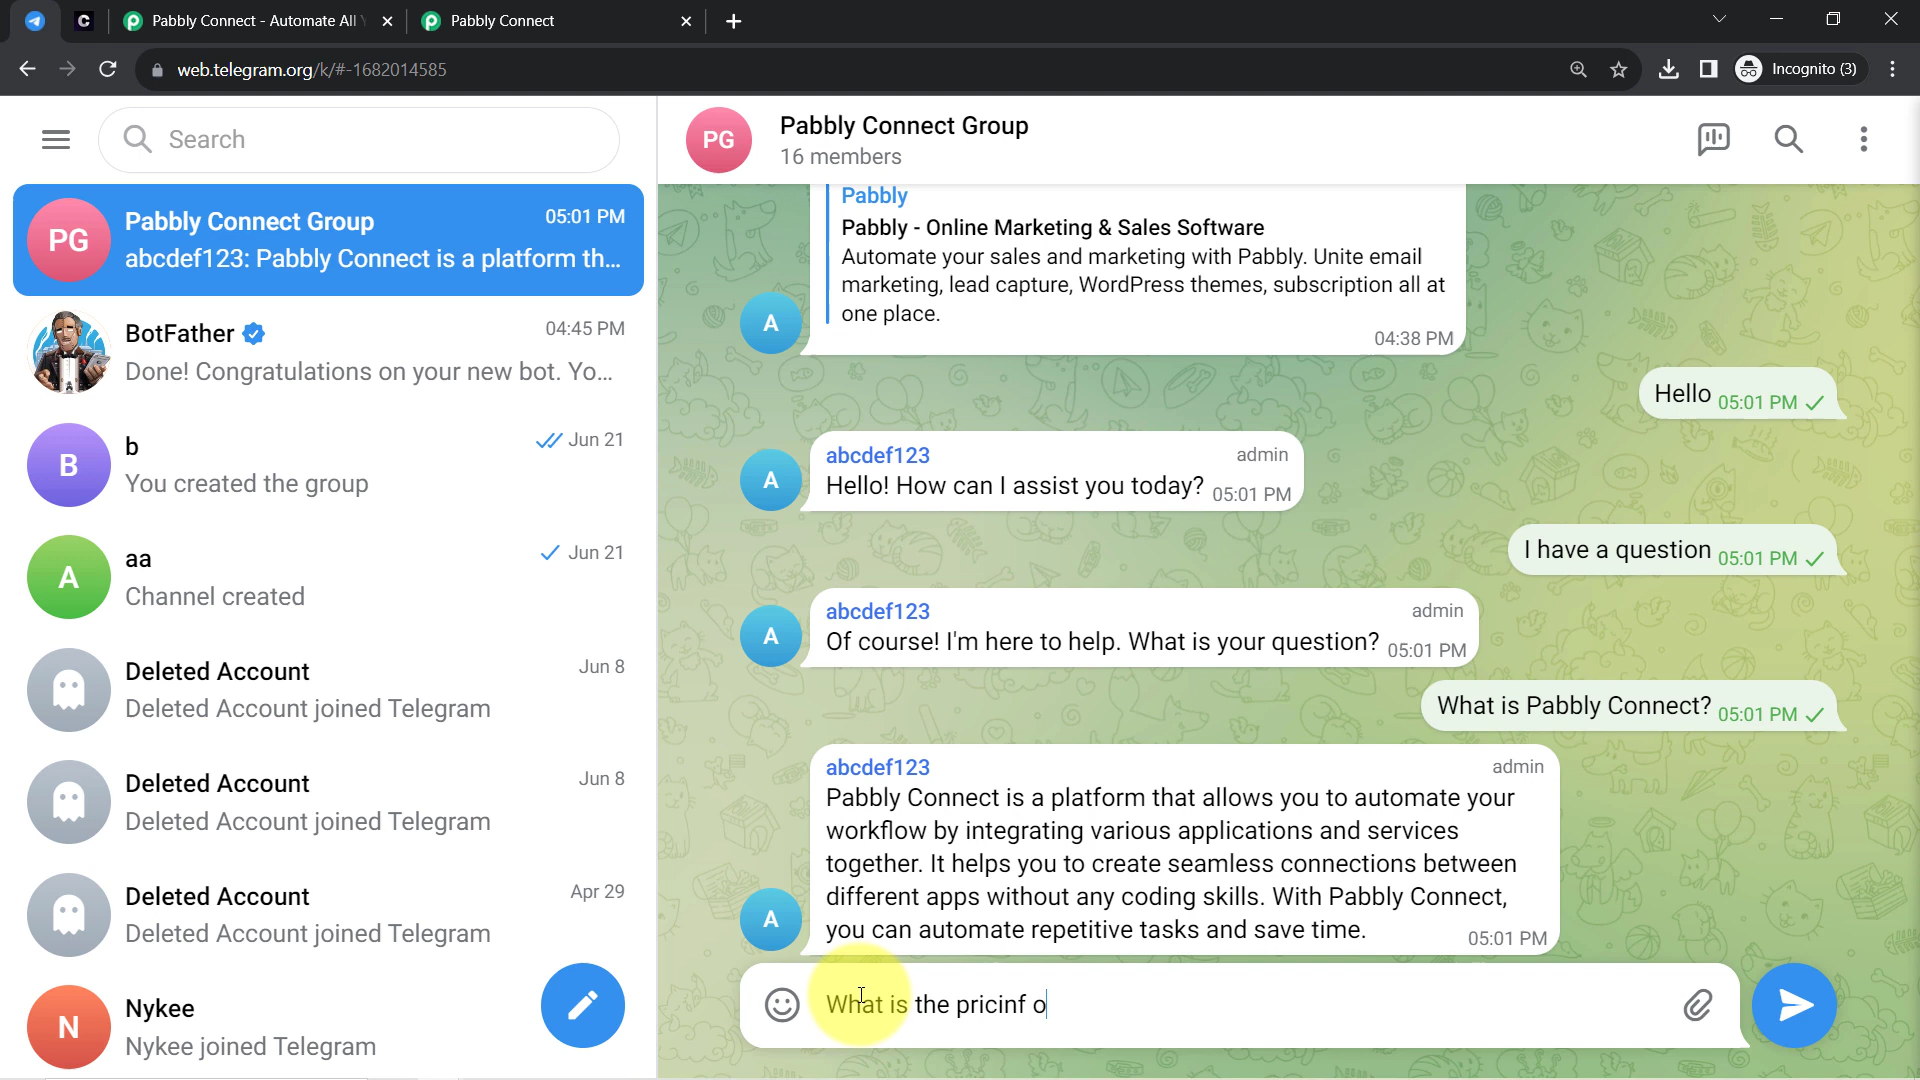 Pabbly Connect - Automate All Y
Pabbly Connect
web.telegram.org/k/#-1682014585
Incognito (3)
Search
PG
Pabbly Connect Group
05:01 PM
abcdef123: Pabbly Connect is a platform th...
BotFather
04:45 PM
Done! Congratulations on your new bot. Yo...
B
b
Jun 21
You created the group
A
aa
Jun 21
Channel created
Deleted Account
Jun 8
Deleted Account joined Telegram
Deleted Account
Jun 8
Deleted Account joined Telegram
Deleted Account
Apr 29
Deleted Account joined Telegram
N
Nykee
Nykee joined Telegram
PG
Pabbly Connect Group
16 members
Pabbly
Pabbly - Online Marketing & Sales Software
Automate your sales and marketing with Pabbly. Unite email
marketing, lead capture, WordPress themes, subscription all at
one place.
04:38 PM
A
Hello 05:01 PM
abcdef123 admin
Hello! How can I assist you today? 05:01 PM
A
I have a question 05:01 PM
abcdef123 admin
Of course! I'm here to help. What is your question? 05:01 PM
A
What is Pabbly Connect? 05:01 PM
abcdef123 admin
Pabbly Connect is a platform that allows you to automate your
workflow by integrating various applications and services
together. It helps you to create seamless connections between
different apps without any coding skills. With Pabbly Connect,
you can automate repetitive tasks and save time. 05:01 PM
A
What is the pricinf o